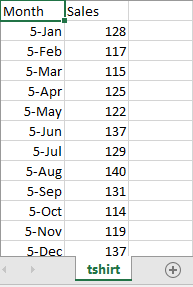 Month Sales
5-Jan 128
5-Feb 117
5-Mar 115
5-Apr 125
5-May 122
5-Jun 137
5-Jul 129
5-Aug 140
5-Sep 131
5-Oct 114
5-Nov 119
5-Dec 137
tshirt